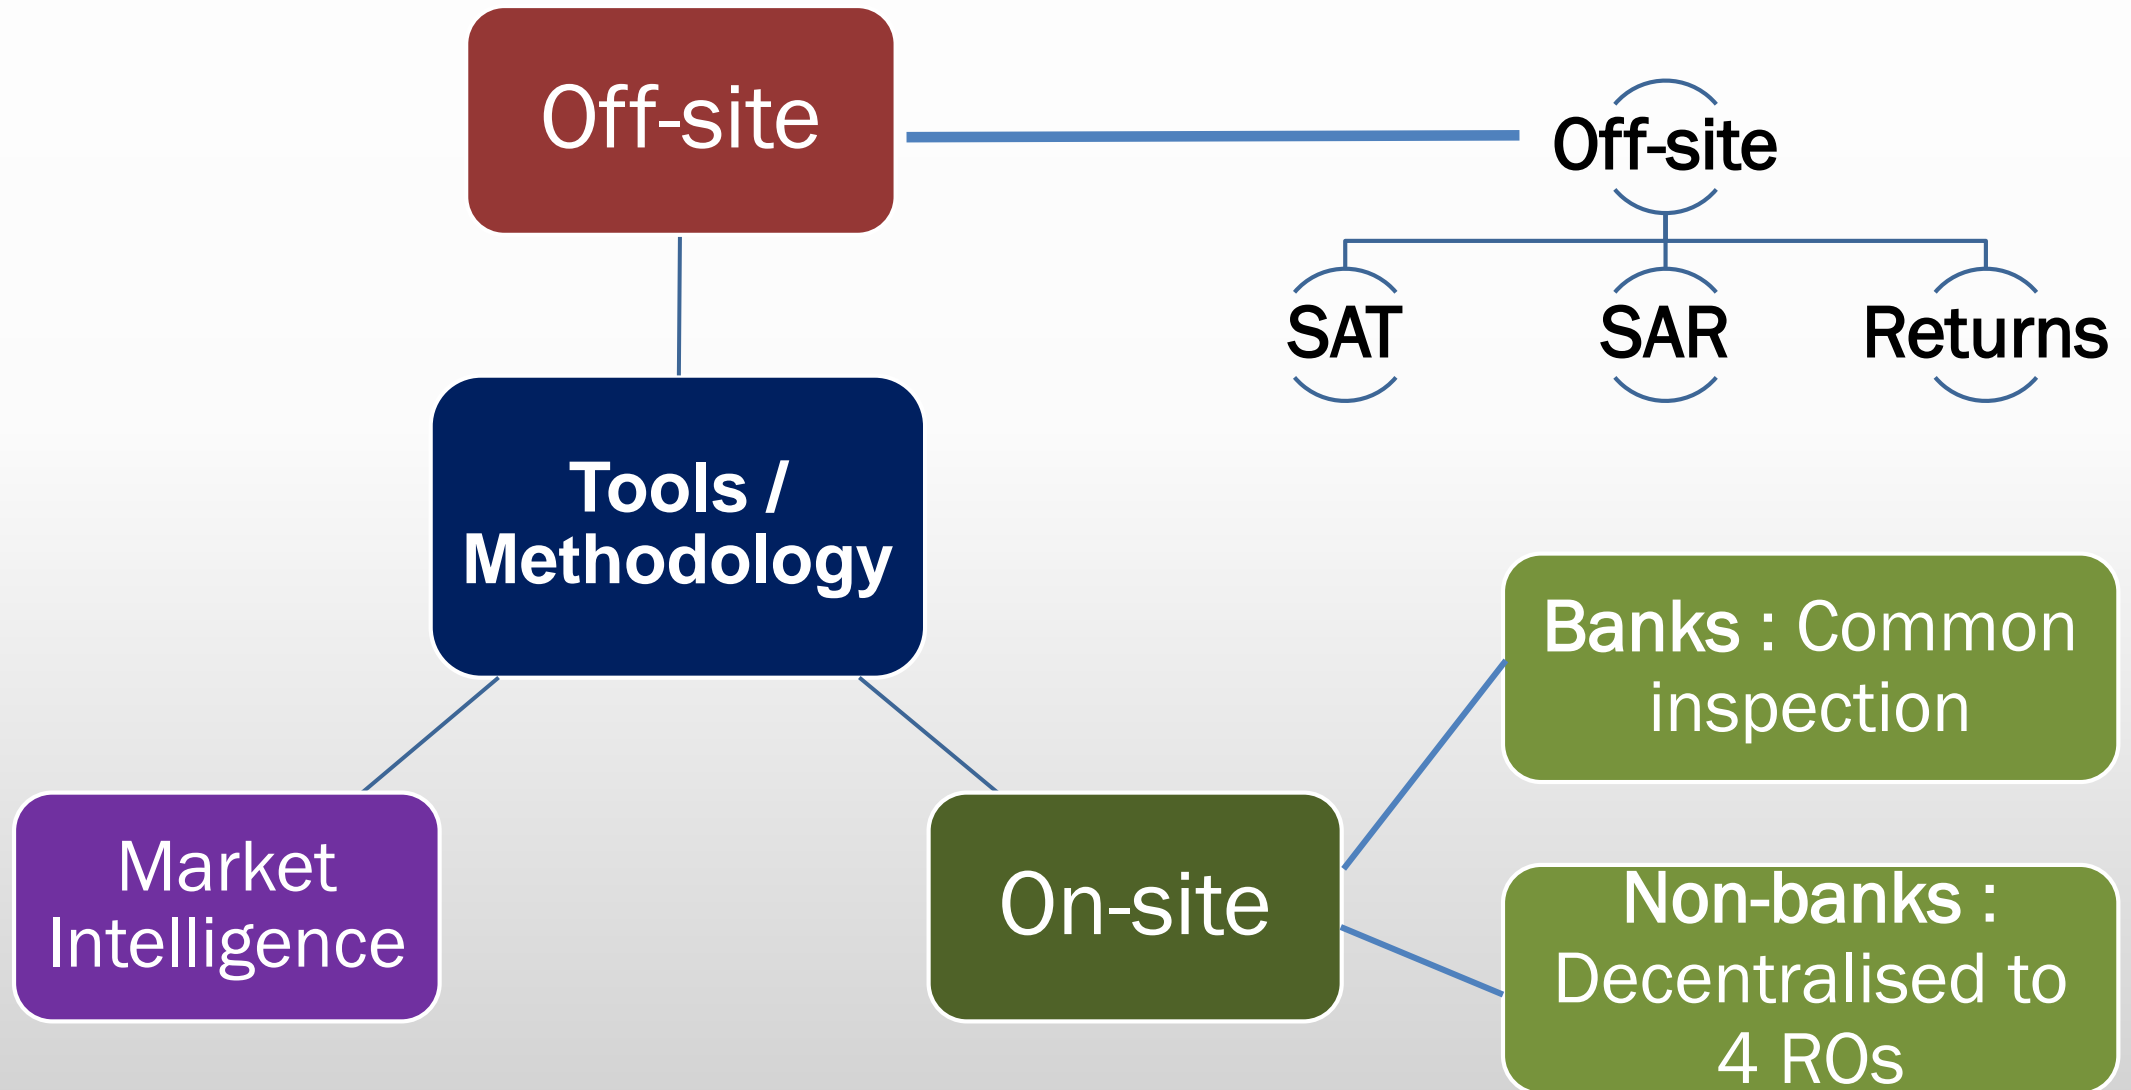 Off-site
Off-site
SAT
SAR
Returns
Tools /
Methodology
Banks : Common
inspection
Market
Intelligence
On-site
Non-banks :
Decentralised to
4 ROs